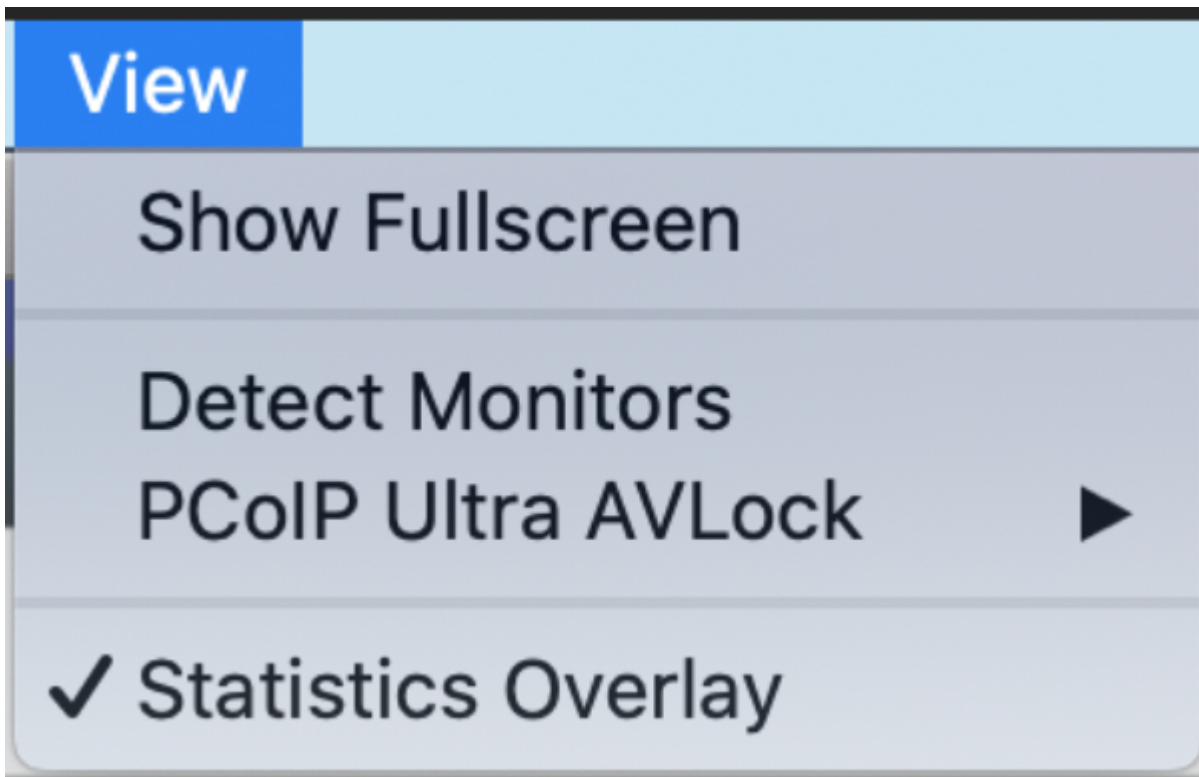 View
Show Fullscreen
Detect Monitors
PCoIP Ultra AVLock
Statistics Overlay